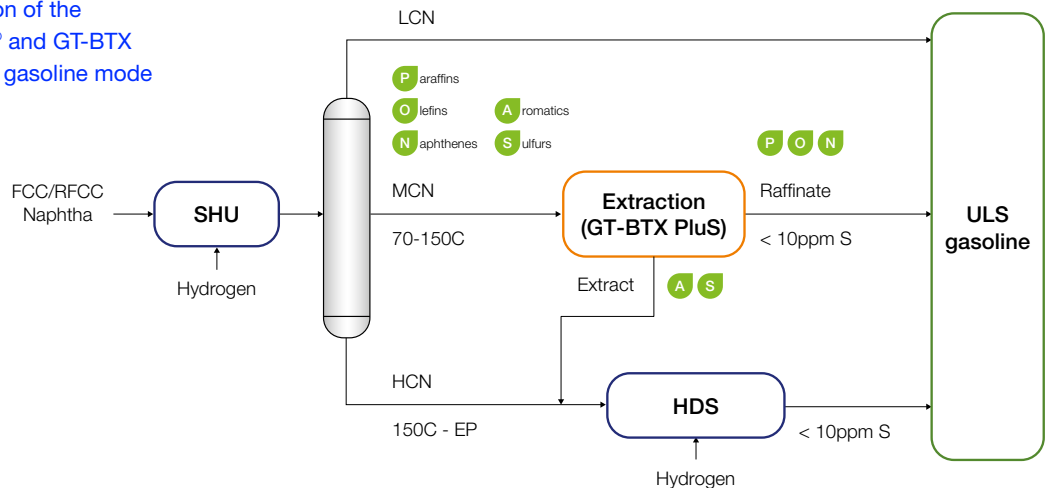 on of the
® and GT-BTX
gasoline mode
LCN
P araffins
O lefins
A romatics
N aphthenes
S ulfurs
P O N
FCC/RFCC
Naphtha
SHU
Hydrogen
MCN
70-150C
Extraction
(GT-BTX PluS)
Raffinate
< 10ppm S
ULS
gasoline
Extract
A S
HCN
150C - EP
HDS
< 10ppm S
Hydrogen